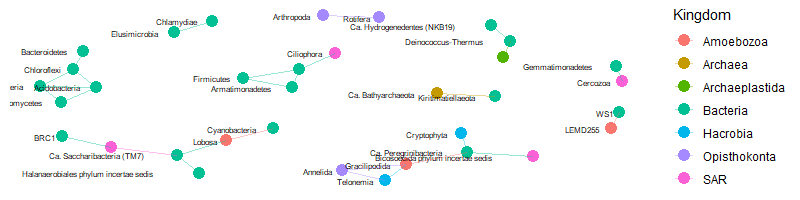 Kingdom
Amoebozoa
Archaea
Archaeplastida
Bacteria
Hacrobia
Opisthokonta
SAR
Chlamydiae
Elusimicrobia
Arthropoda
Rotifera
Ca. Hydrogenedentes (NKB19)
Deinococcus-Thermus
Bacteroidetes
Chloroflexi
Acidobacteria
eria
omycetes
Ciliophora
Firmicutes
Armatimonadetes
Gemmatimonadetes
Cercozoa
Ca. Bathyarchaeota
Kiritimatiellaeota
WS1
LEMD255
BRC1
Ca. Saccharibacteria (TM7)
Cyanobacteria
Lobosa
Halanaerobiales phylum incertae sedis
Cryptophyta
Ca. Peregrinibacteria
Bicosoecida phylum incertae sedis
Gracilipodida
Annelida
Telonemia